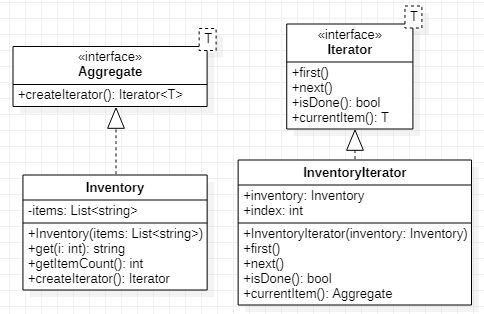 T
«interface»
Aggregate
+createIterator(): Iterator<T>
Inventory
-items: List<string>
+Inventory(items: List<string>)
+get(i: int): string
+getItemCount(): int
+createIterator(): Iterator
T
«interface»
Iterator
+first()
+next()
+isDone(): bool
+currentItem(): T
InventoryIterator
+inventory: Inventory
+index: int
+InventoryIterator(inventory: Inventory)
+first()
+next()
+isDone(): bool
+currentItem(): Aggregate